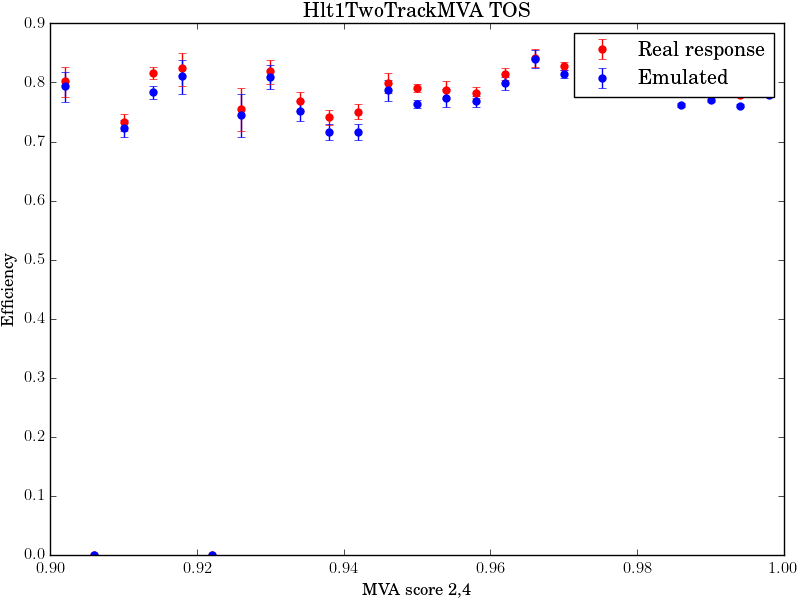 Hlt1TwoTrackMVA TOS
0.9
0.8
0.7
0.6
0.5
0.4
0.3
0.2
0.1
0.0
Efficiency
Real response
Emulated
0.90 0.92 0.94 0.96 0.98 1.00
MVA score 2,4